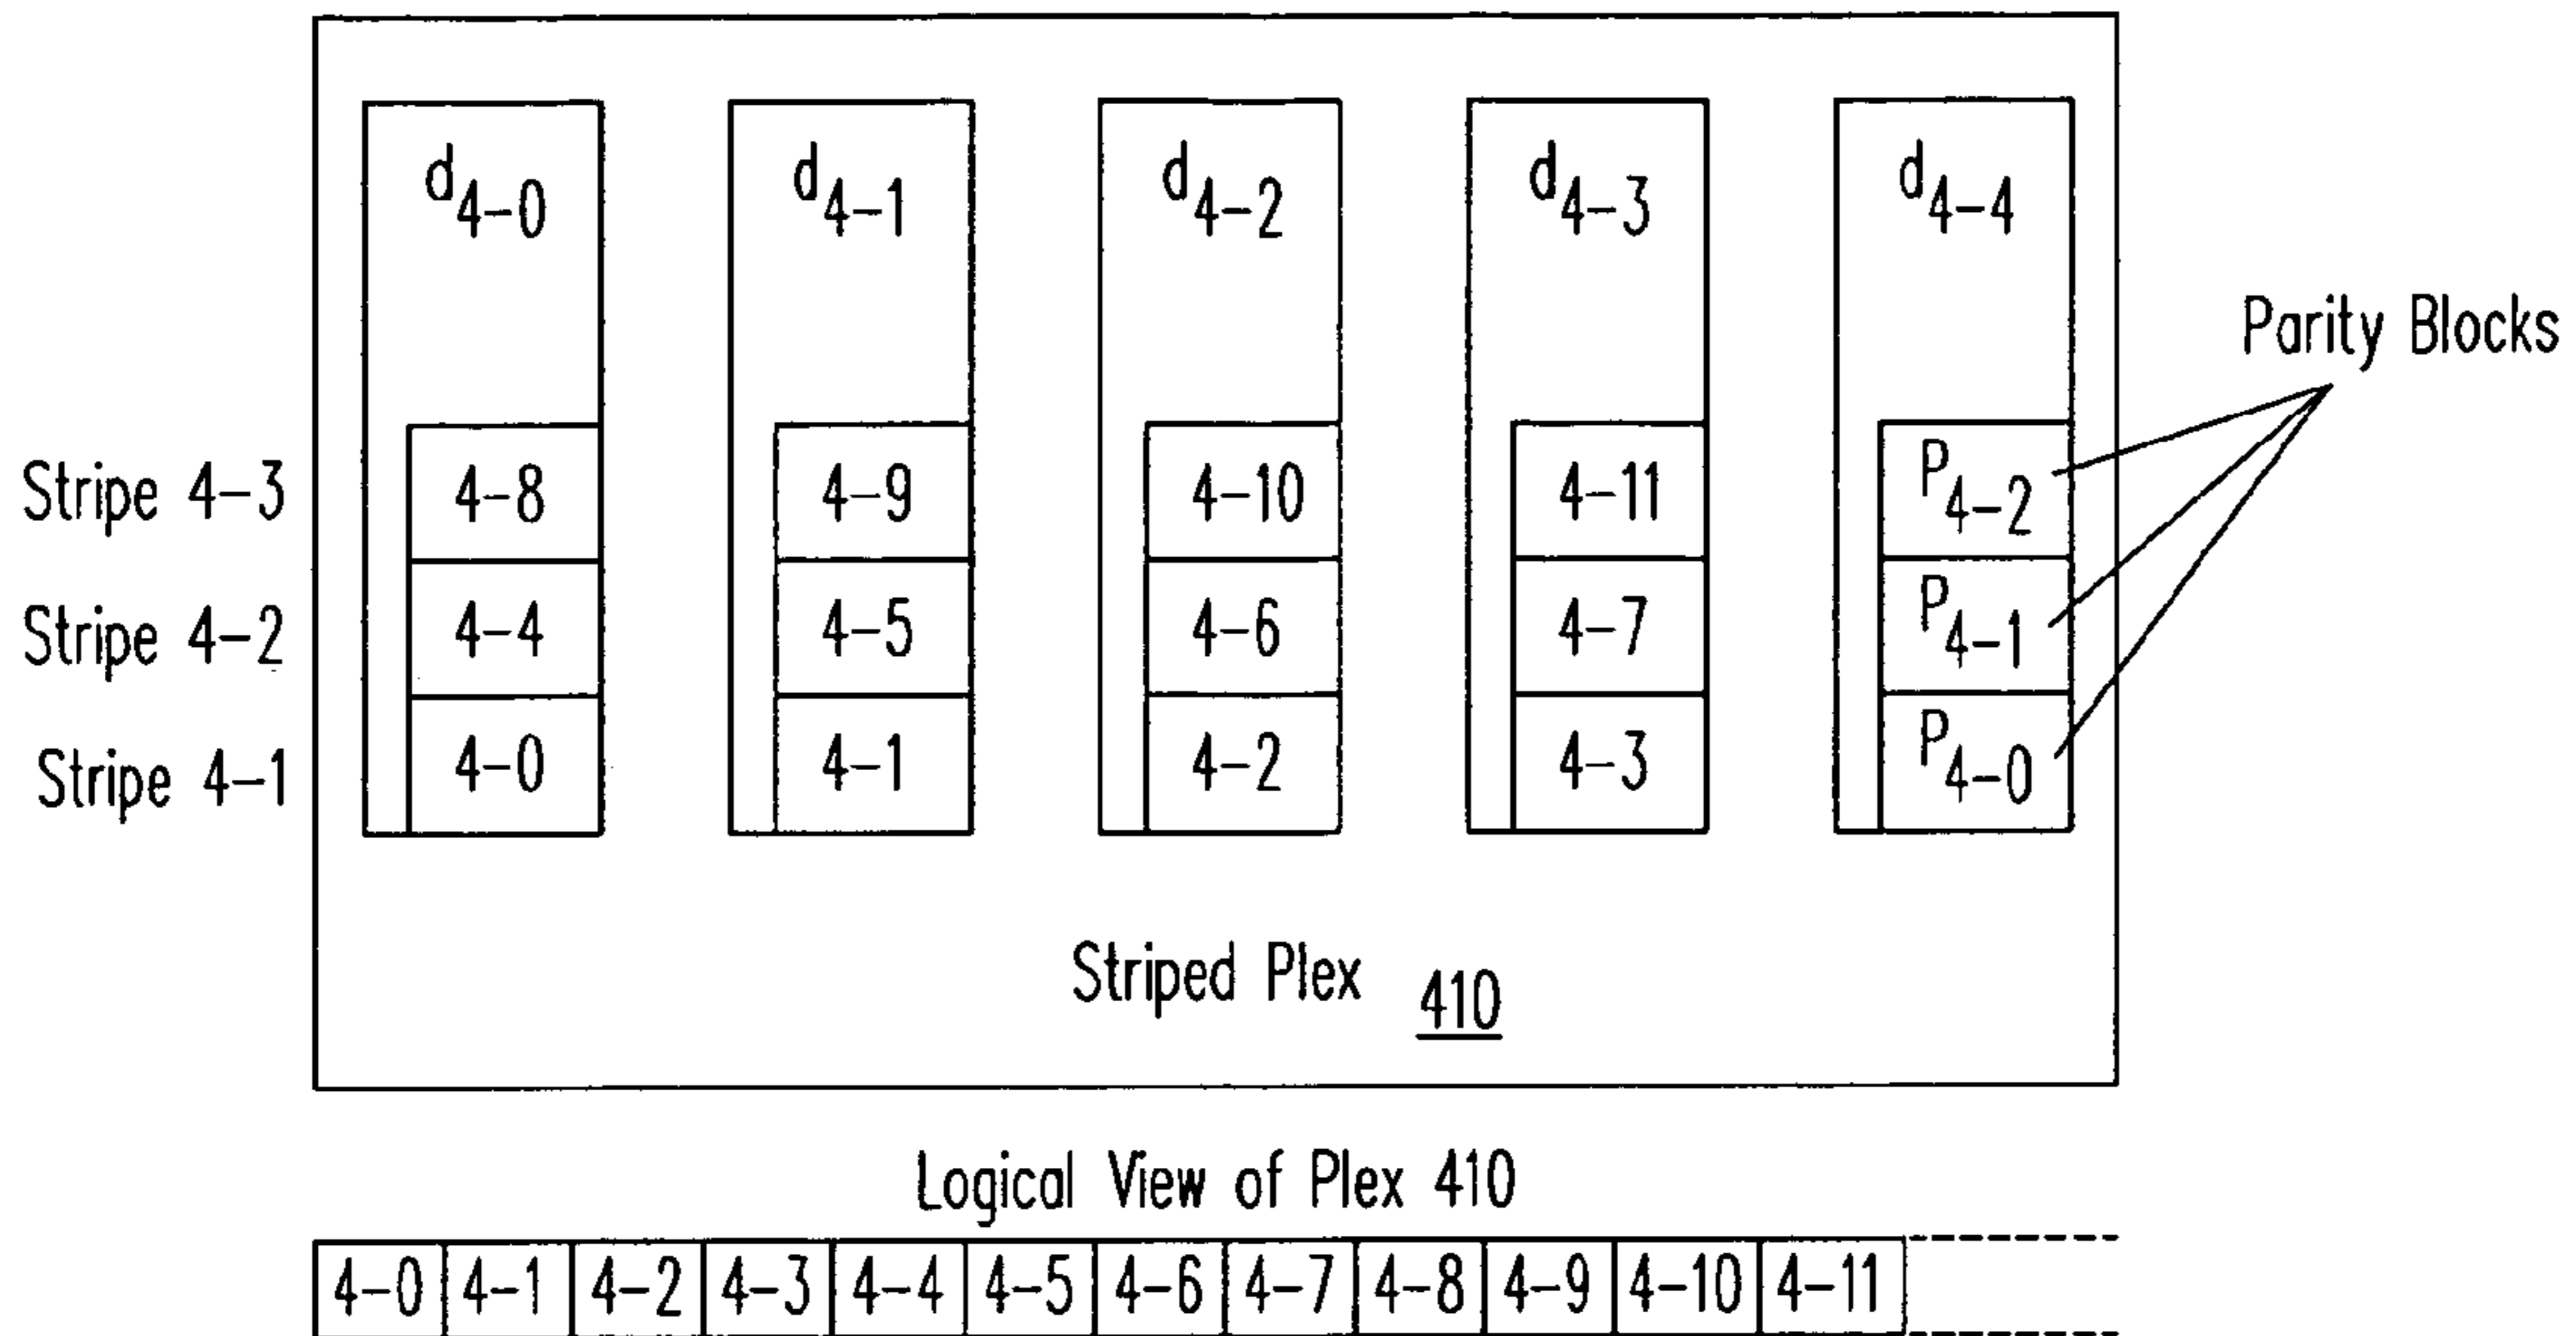 d4-0 d4-1 d4-2 d4-3 d4-4
Parity Blocks
Stripe 4-3 4-8 4-9 4-10 4-11 P4-2
Stripe 4-2 4-4 4-5 4-6 4-7 P4-1
Stripe 4-1 4-0 4-1 4-2 4-3 P4-0
Striped Plex 410
Logical View of Plex 410
4-0 4-1 4-2 4-3 4-4 4-5 4-6 4-7 4-8 4-9 4-10 4-11